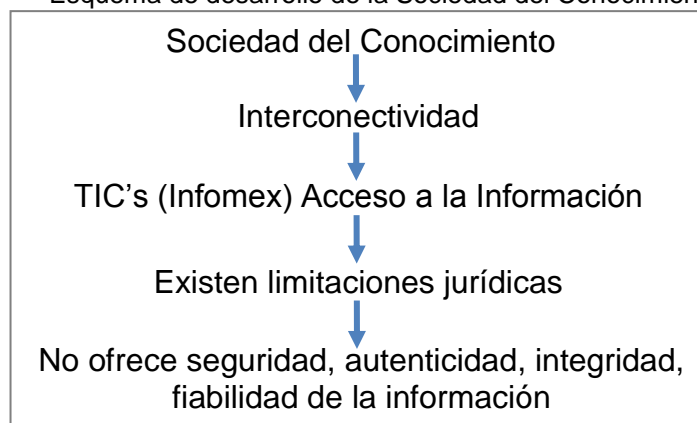 Esquema de desarrollo de la Sociedad del Conocimien
Sociedad del Conocimiento
Interconectividad
TIC's (Infomex) Acceso a la Información
Existen limitaciones jurídicas
No ofrece seguridad, autenticidad, integridad,
fiabilidad de la información